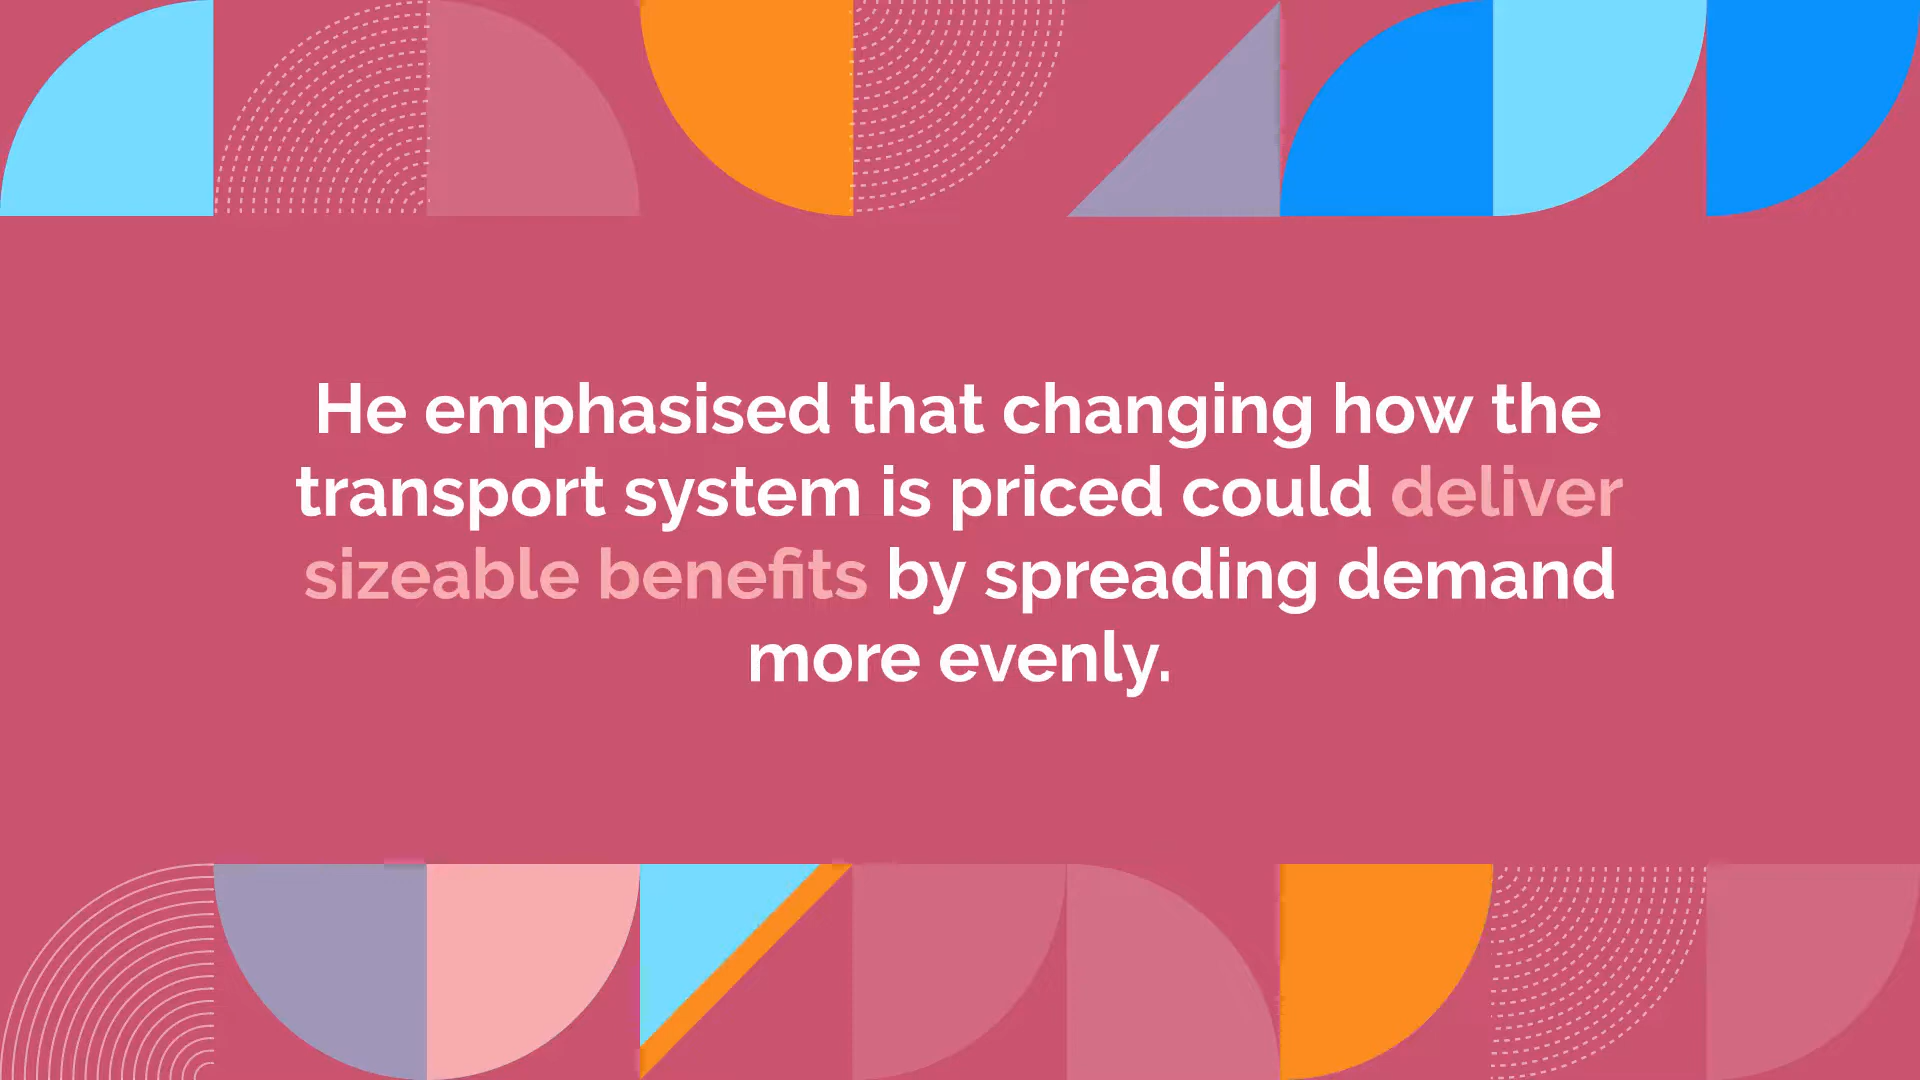 He emphasised that changing how the
transport system is priced could deliver
sizeable benefits by spreading demand
more evenly.